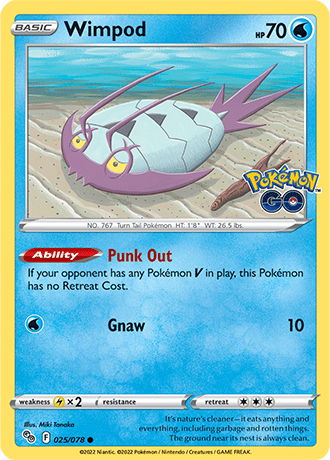 BASIC Wimpod HP 70
Pokémon
GO
NO. 767 Turn Tail Pokémon HT: 1'8" WT: 26.5 lbs.
Ability Punk Out
If your opponent has any Pokémon V in play, this Pokémon
has no Retreat Cost.
Gnaw 10
weakness ×2 resistance retreat
Illus. Miki Tanaka
It's nature's cleaner—it eats anything and
everything, including garbage and rotten things.
The ground near its nest is always clean.
F 025/078
©2022 Niantic. ©2022 Pokémon / Nintendo / Creatures / GAME FREAK.